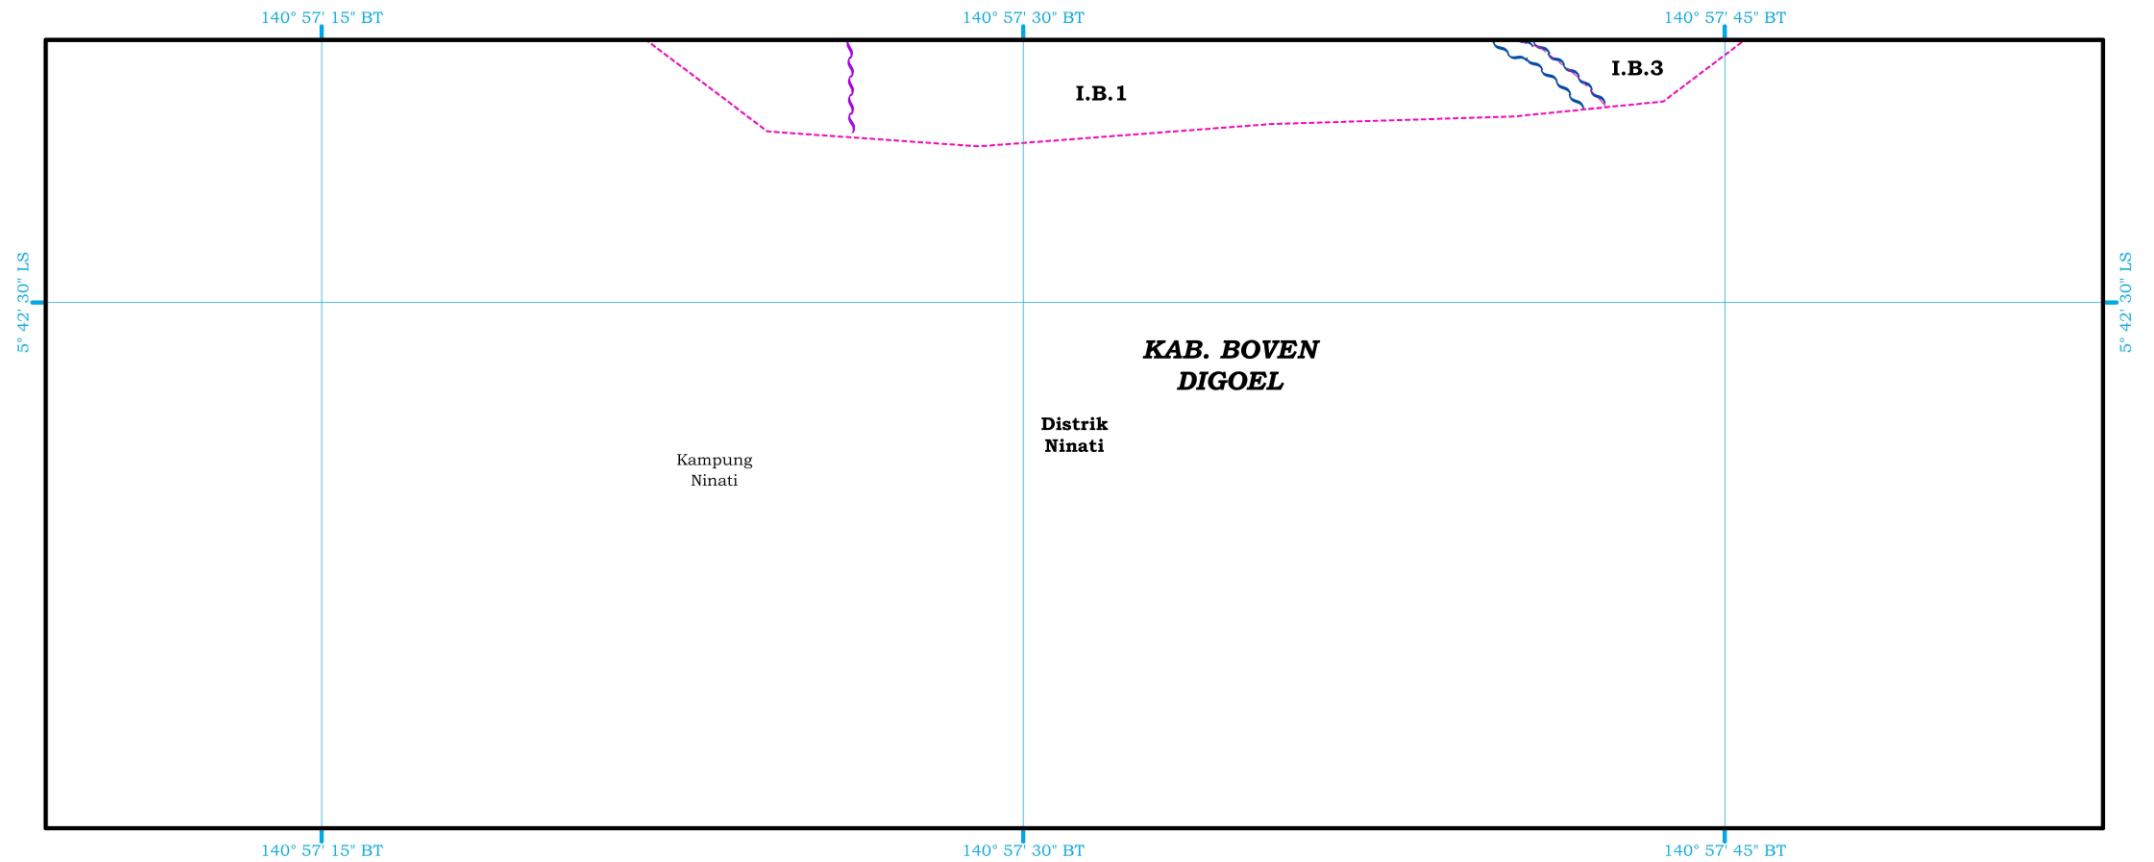 140° 57' 15" BT
140° 57' 30" BT
140° 57' 45" BT
I.B.3
I.B.1
5° 42' 30" LS
5° 42' 30" LS
KAB. BOVEN
DIGOEL
Distrik
Ninati
Kampung
Ninati
140° 57' 15" BT
140° 57' 30" BT
140° 57' 45" BT